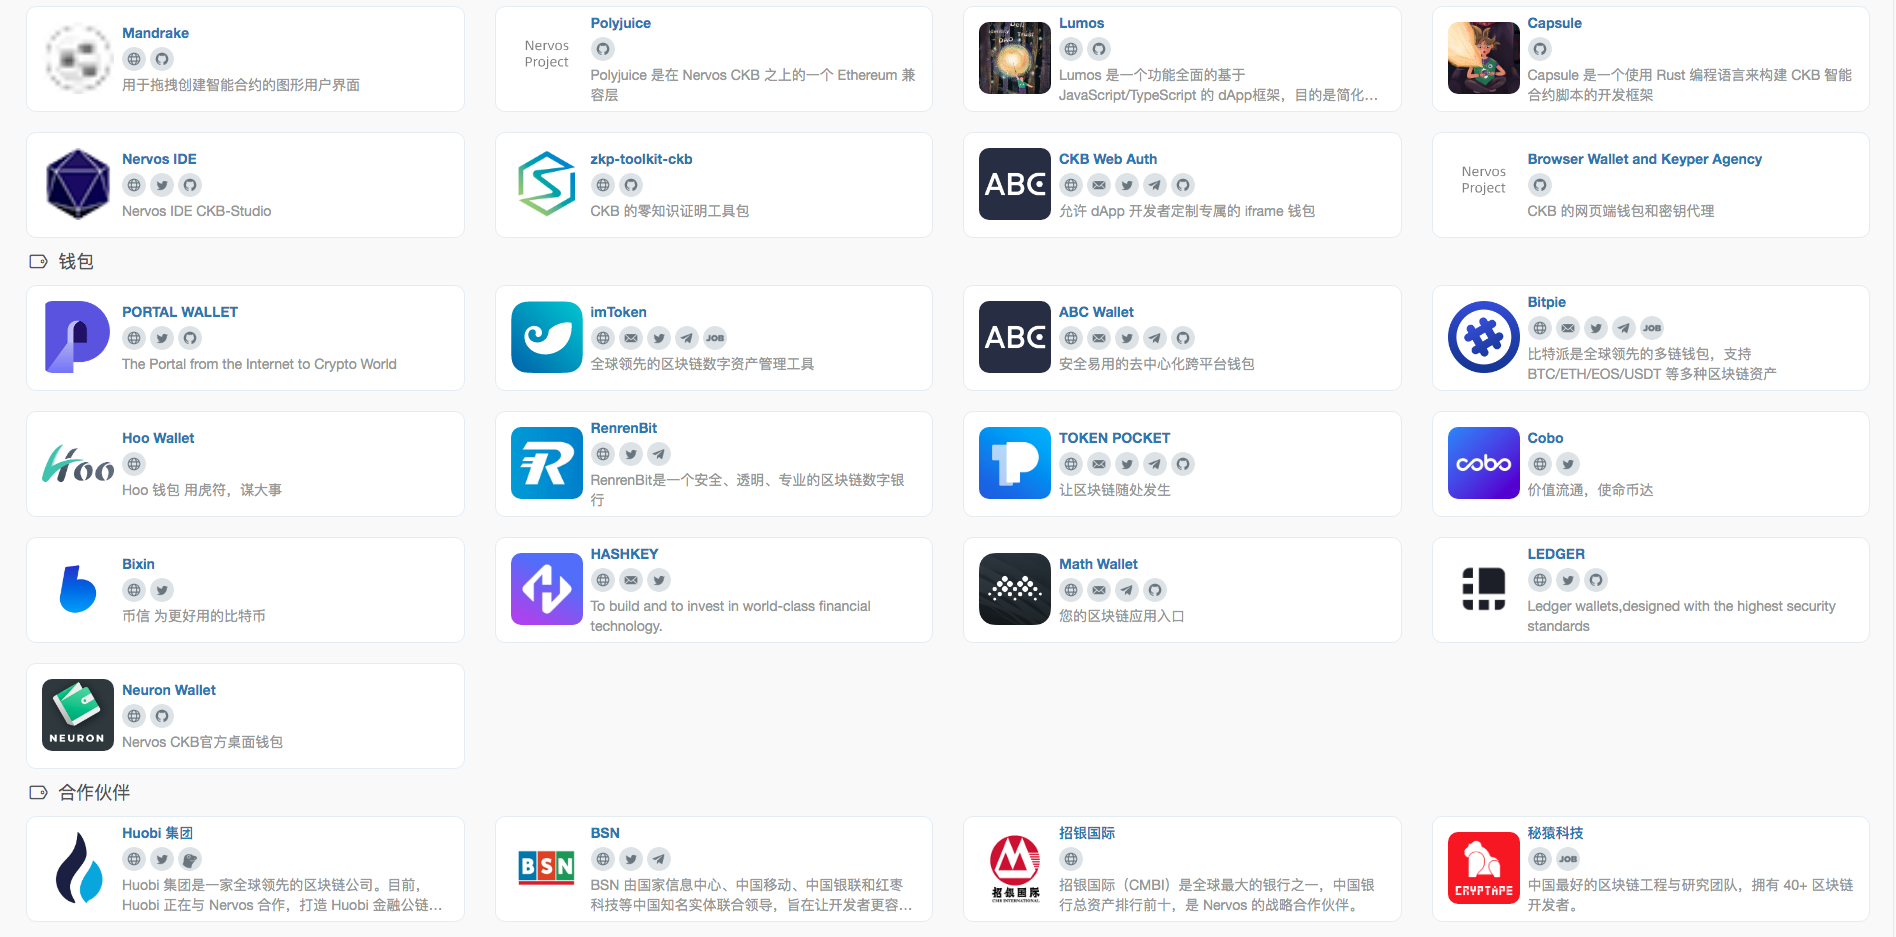 Mandrake
用于拖拽创建智能合约的图形用户界面
Nervos
Project
Polyjuice
Polyjuice 是在 Nervos CKB 之上的一个 Ethereum 兼
容层
Lumos
Lumos 是一个功能全面的基于
JavaScript/TypeScript 的 dApp框架，目的是简化...
Capsule
Capsule 是一个使用 Rust 编程语言来构建 CKB 智能
合约脚本的开发框架
Nervos IDE
Nervos IDE CKB-Studio
zkp-toolkit-ckb
CKB 的零知识证明工具包
ABC
CKB Web Auth
允许 dApp 开发者定制专属的 iframe 钱包
Nervos
Project
Browser Wallet and Keyper Agency
CKB 的网页端钱包和密钥代理
钱包
PORTAL WALLET
The Portal from the Internet to Crypto World
imToken
JOB
全球领先的区块链数字资产管理工具
ABC
ABC Wallet
安全易用的去中心化跨平台钱包
Bitpie
JOB
比特派是全球领先的多链钱包，支持
BTC/ETH/EOS/USDT 等多种区块链资产
Hoo
Hoo Wallet
Hoo 钱包 用虎符，谋大事
RenrenBit
RenrenBit是一个安全、透明、专业的区块链数字银
行
TOKEN POCKET
让区块链随处发生
cobo
Cobo
价值流通，使命币达
Bixin
币信 为更好用的比特币
HASHKEY
To build and to invest in world-class financial
technology.
Math Wallet
您的区块链应用入口
LEDGER
Ledger wallets,designed with the highest security
standards
NEURON
Neuron Wallet
Nervos CKB官方桌面钱包
合作伙伴
Huobi 集团
Huobi 集团是一家全球领先的区块链公司。目前，
Huobi 正在与 Nervos 合作，打造 Huobi 金融公链...
BSN
BSN
BSN 由国家信息中心、中国移动、中国银联和红枣
科技等中国知名实体联合领导，旨在让开发者更容...
招银国际
CMB INTERNATIONAL
招银国际
招银国际（CMBI）是全球最大的银行之一，中国银
行总资产排行前十，是 Nervos 的战略合作伙伴。
CRYPTAPE
秘猿科技
JOB
中国最好的区块链工程与研究团队，拥有 40+ 区块链
开发者。